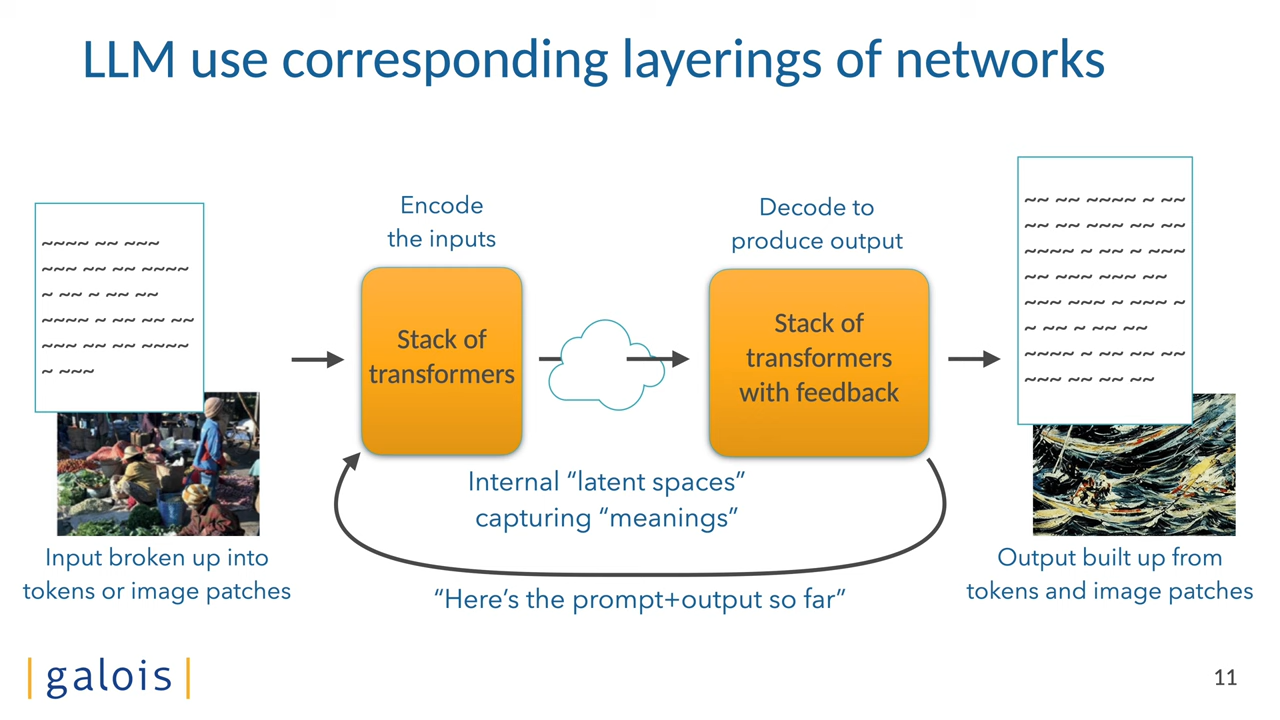 LLM use corresponding layerings of networks
Encode
the inputs
Decode to
produce output
Stack of
transformers
Stack of
transformers
with feedback
Internal “latent spaces”
capturing “meanings”
Input broken up into
tokens or image patches
“Here’s the prompt+output so far”
Output built up from
tokens and image patches
|galois|
11